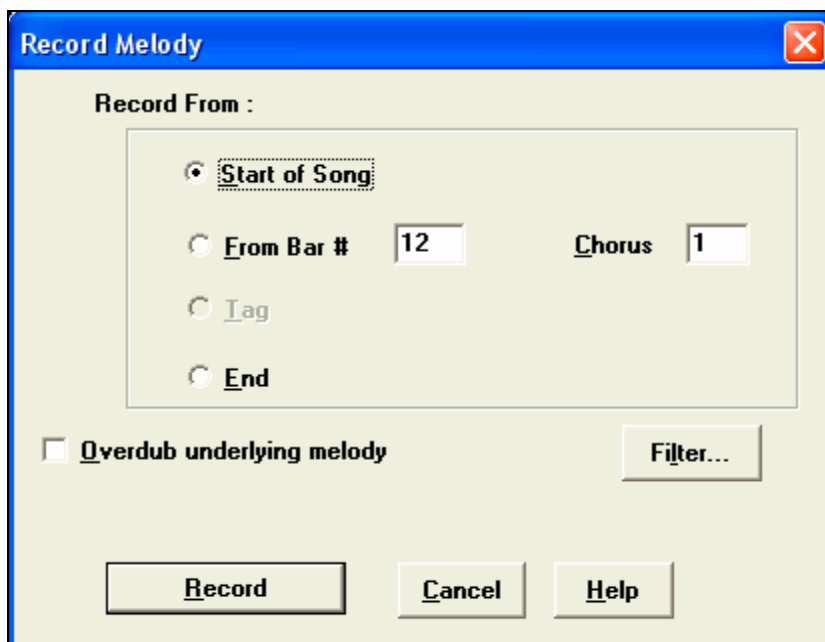 Record Melody
Record From :
Start of Song
From Bar # 12 Chorus 1
Tag
End
Overdub underlying melody Filter...
Record Cancel Help